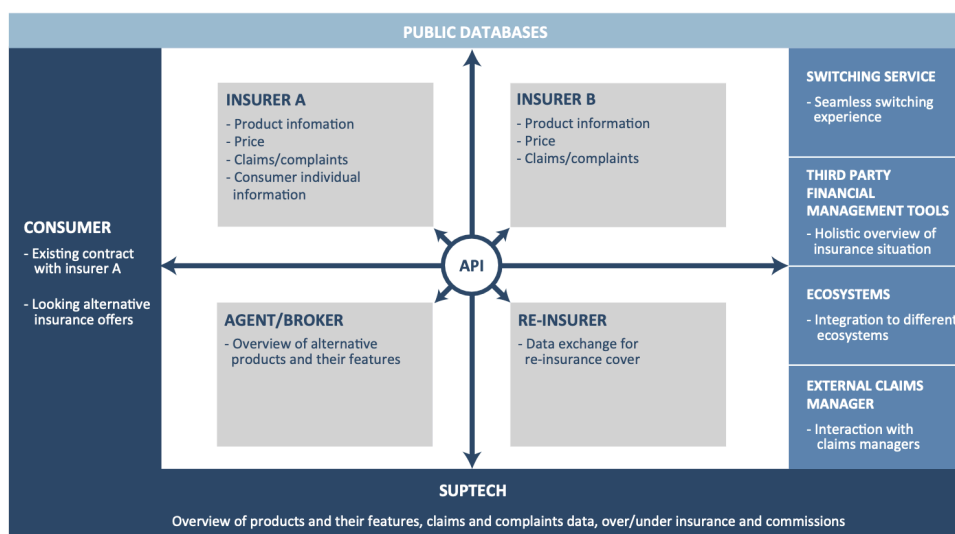 PUBLIC DATABASES
CONSUMER
- Existing contract
with insurer A
- Looking alternative
insurance offers
INSURER A
- Product infomation
- Price
- Claims/complaints
- Consumer individual
information
INSURER B
- Product information
- Price
- Claims/complaints
API
AGENT/BROKER
- Overview of alternative
products and their features
RE-INSURER
- Data exchange for
re-insurance cover
SWITCHING SERVICE
- Seamless switching
experience
THIRD PARTY
FINANCIAL
MANAGEMENT TOOLS
- Holistic overview of
insurance situation
ECOSYSTEMS
- Integration to different
ecosystems
EXTERNAL CLAIMS
MANAGER
- Interaction with
claims managers
SUPTECH
Overview of products and their features, claims and complaints data, over/under insurance and commissions